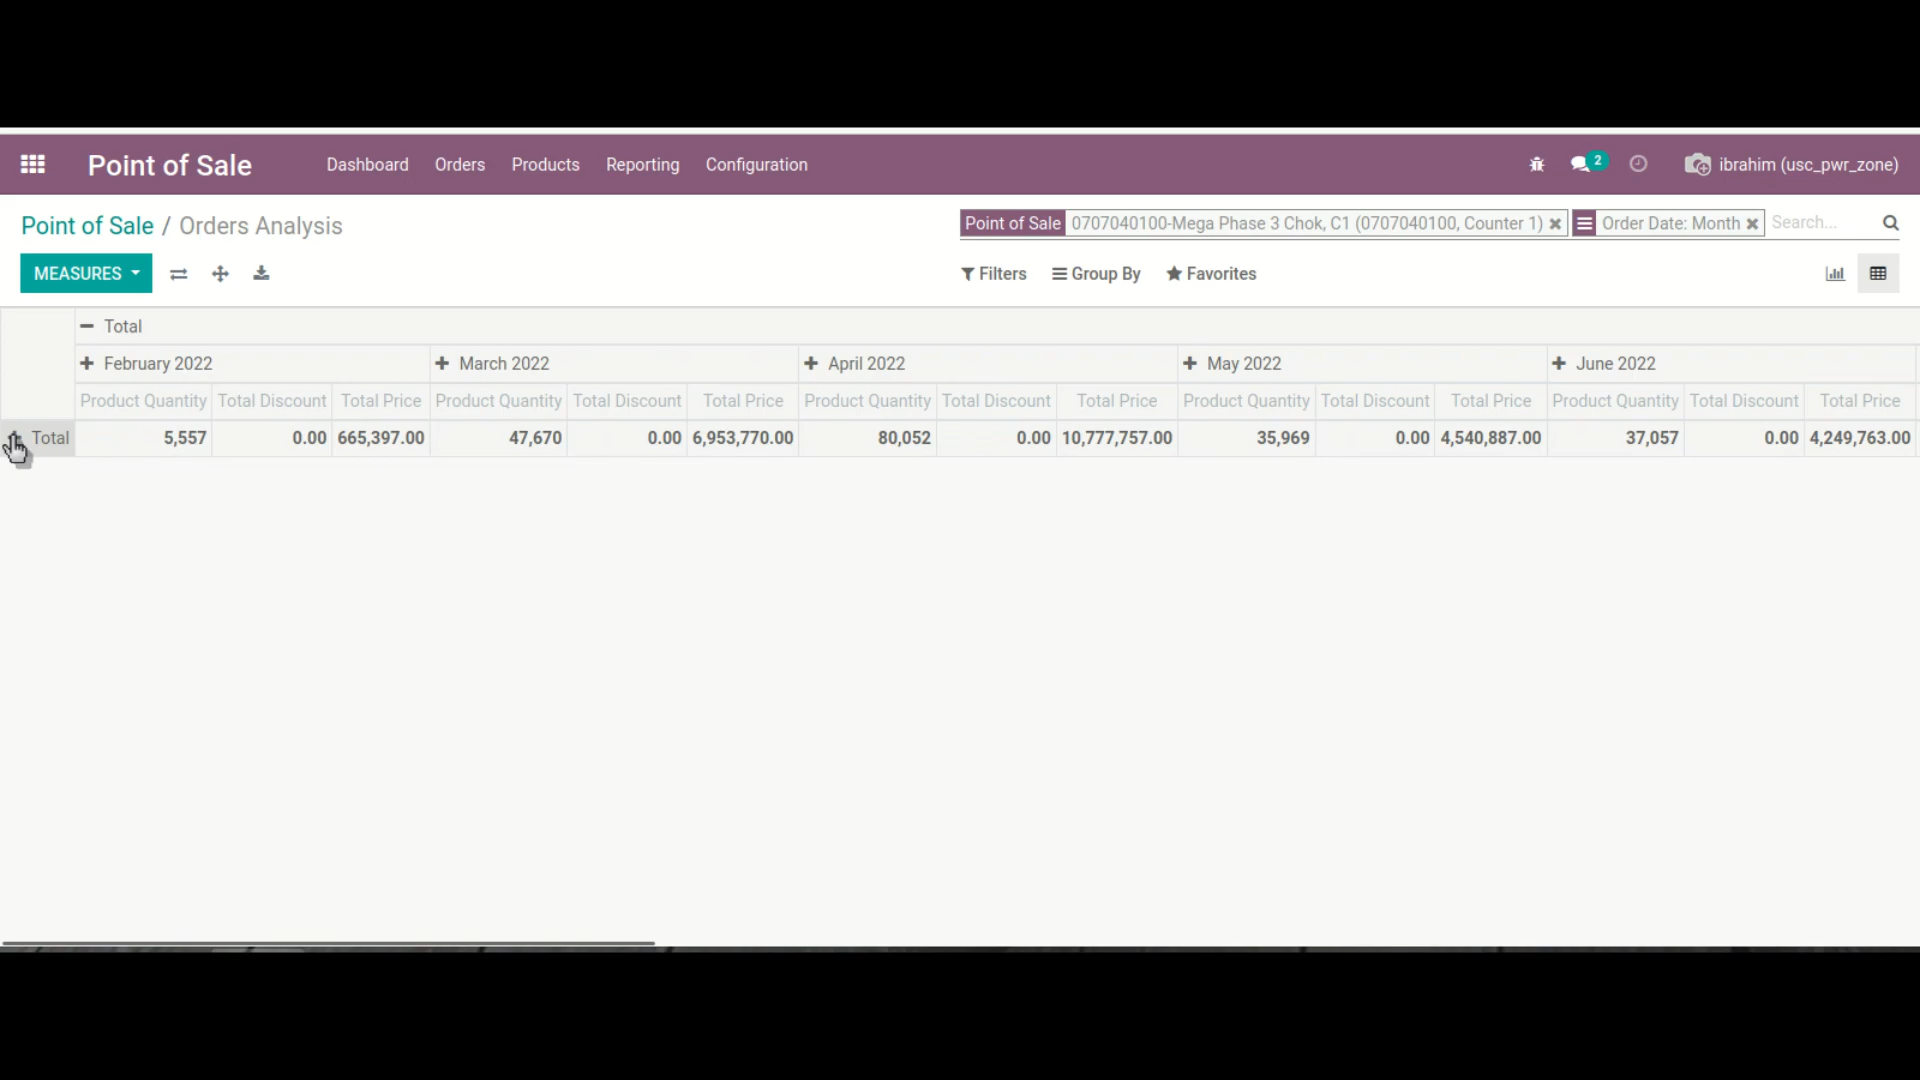 Point of Sale Dashboard Orders Products Reporting Configuration 2 ibrahim (usc_pwr_zone)
Point of Sale / Orders Analysis Point of Sale 0707040100-Mega Phase 3 Chok, C1 (0707040100, Counter 1) Order Date: Month Search...
MEASURES Filters Group By Favorites
Total
February 2022 March 2022 April 2022 May 2022 June 2022
Product Quantity Total Discount Total Price Product Quantity Total Discount Total Price Product Quantity Total Discount Total Price Product Quantity Total Discount Total Price Product Quantity Total Discount Total Price
Total 5,557 0.00 665,397.00 47,670 0.00 6,953,770.00 80,052 0.00 10,777,757.00 35,969 0.00 4,540,887.00 37,057 0.00 4,249,763.00